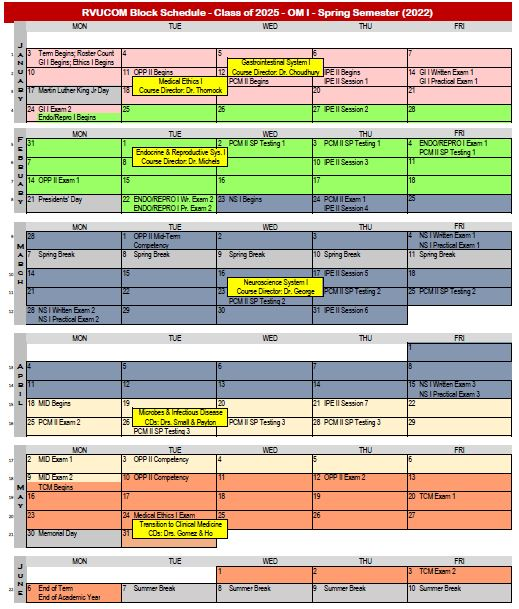 RVUCOM Block Schedule - Class of 2025 - OM I - Spring Semester (2022)
MON TUE WED THU FRI
JANUARY
1 3 Term Begins; Roster Count 4 5 6 7
GI I Begins; Ethics I Begins
Gastrointestinal System I
Course Director: Dr. Choudhury
2 10 11 OPP II Begins 12 PCM II Begins IPE II Begins 14 GI I Written Exam 1
IPE II Session 1 GI I Practical Exam 1
Medical Ethics I
Course Director: Dr. Thomock
3 17 Martin Luther King Jr Day 18 19 20 21
4 24 GI I Exam 2 25 26 27 IPE II Session 2 28
Endo/Repro I Begins
MON TUE WED THU FRI
FEBRUARY
5 31 1 2 PCM II SP Testing 1 3 PCM II SP Testing 1 4 ENDO/REPRO I Exam 1
PCM II SP Testing 1
Endocrine & Reproductive Sys. I
Course Director: Dr. Michels
6 7 8 9 10 IPE II Session 3 11
7 14 OPP II Exam 1 15 16 17 18
8 21 Presidents' Day 22 ENDO/REPRO I Wr. Exam 2 23 NS I Begins 24 PCM II Exam 1 25
ENDO/REPRO I Pr. Exam 2 IPE II Session 4
MON TUE WED THU FRI
MARCH
9 28 1 OPP II Mid-Term 2 3 4 NS I Written Exam 1
Competency NS I Practical Exam 1
7 Spring Break 8 Spring Break 9 Spring Break 10 Spring Break 11 Spring Break
10 14 15 16 17 IPE II Session 5 18
Neuroscience System I
Course Director: Dr. George
11 21 22 23 PCM II SP Testing 2 PCM II SP Testing 2 25 PCM II SP Testing 2
12 28 NS I Written Exam 2 29 30 31 IPE II Session 6
NS I Practical Exam 2
MON TUE WED THU FRI
APRIL
1
13 4 5 6 7 8
14 11 12 13 14 15 NS I Written Exam 3
NS I Practical Exam 3
15 18 MID Begins 19 20 21 IPE II Session 7 22
Microbes & Infectious Disease
CDs: Drs. Small & Payton
16 25 PCM II Exam 2 26 PCM II SP Testing 3 PCM II SP Testing 3 28 PCM II SP Testing 3 29
MON TUE WED THU FRI
MAY
17 2 MID Exam 1 3 OPP II Competency 4 5 6
18 9 MID Exam 2 10 OPP II Competency 11 12 OPP II Exam 2 13
TCM Begins
19 16 17 18 19 20 TCM Exam 1
20 23 24 Medical Ethics I Exam 25 26 27
Transition to Clinical Medicine
CDs: Drs. Gomez & Ho
21 30 Memorial Day 31
MON TUE WED THU FRI
JUNE
1 2 3 TCM Exam 2
22 6 End of Term 7 Summer Break 8 Summer Break 9 Summer Break 10 Summer Break
End of Academic Year